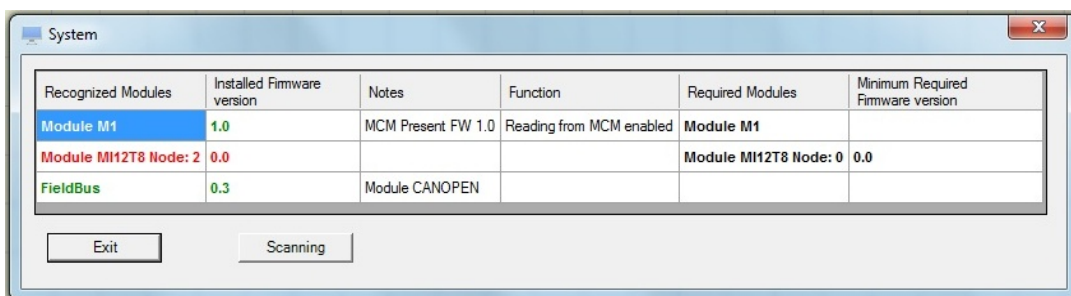 System
Recognized Modules Installed Firmware version Notes Function Required Modules Minimum Required Firmware version
Module M1 1.0 MCM Present FW 1.0 Reading from MCM enabled Module M1
Module MI12T8 Node: 2 0.0 Module MI12T8 Node: 0 0.0
FieldBus 0.3 Module CANOPEN
Exit Scanning